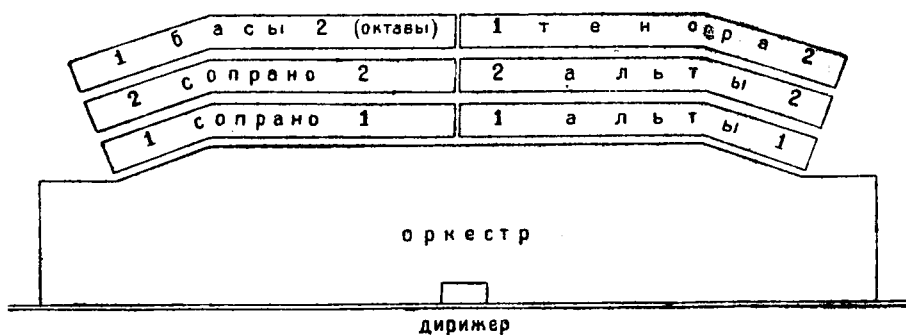 1 басы 2 (октавы) 1 тенора 2
2 сопрано 2 2 альты 2
1 сопрано 1 1 альты 1
оркестр
дирижер